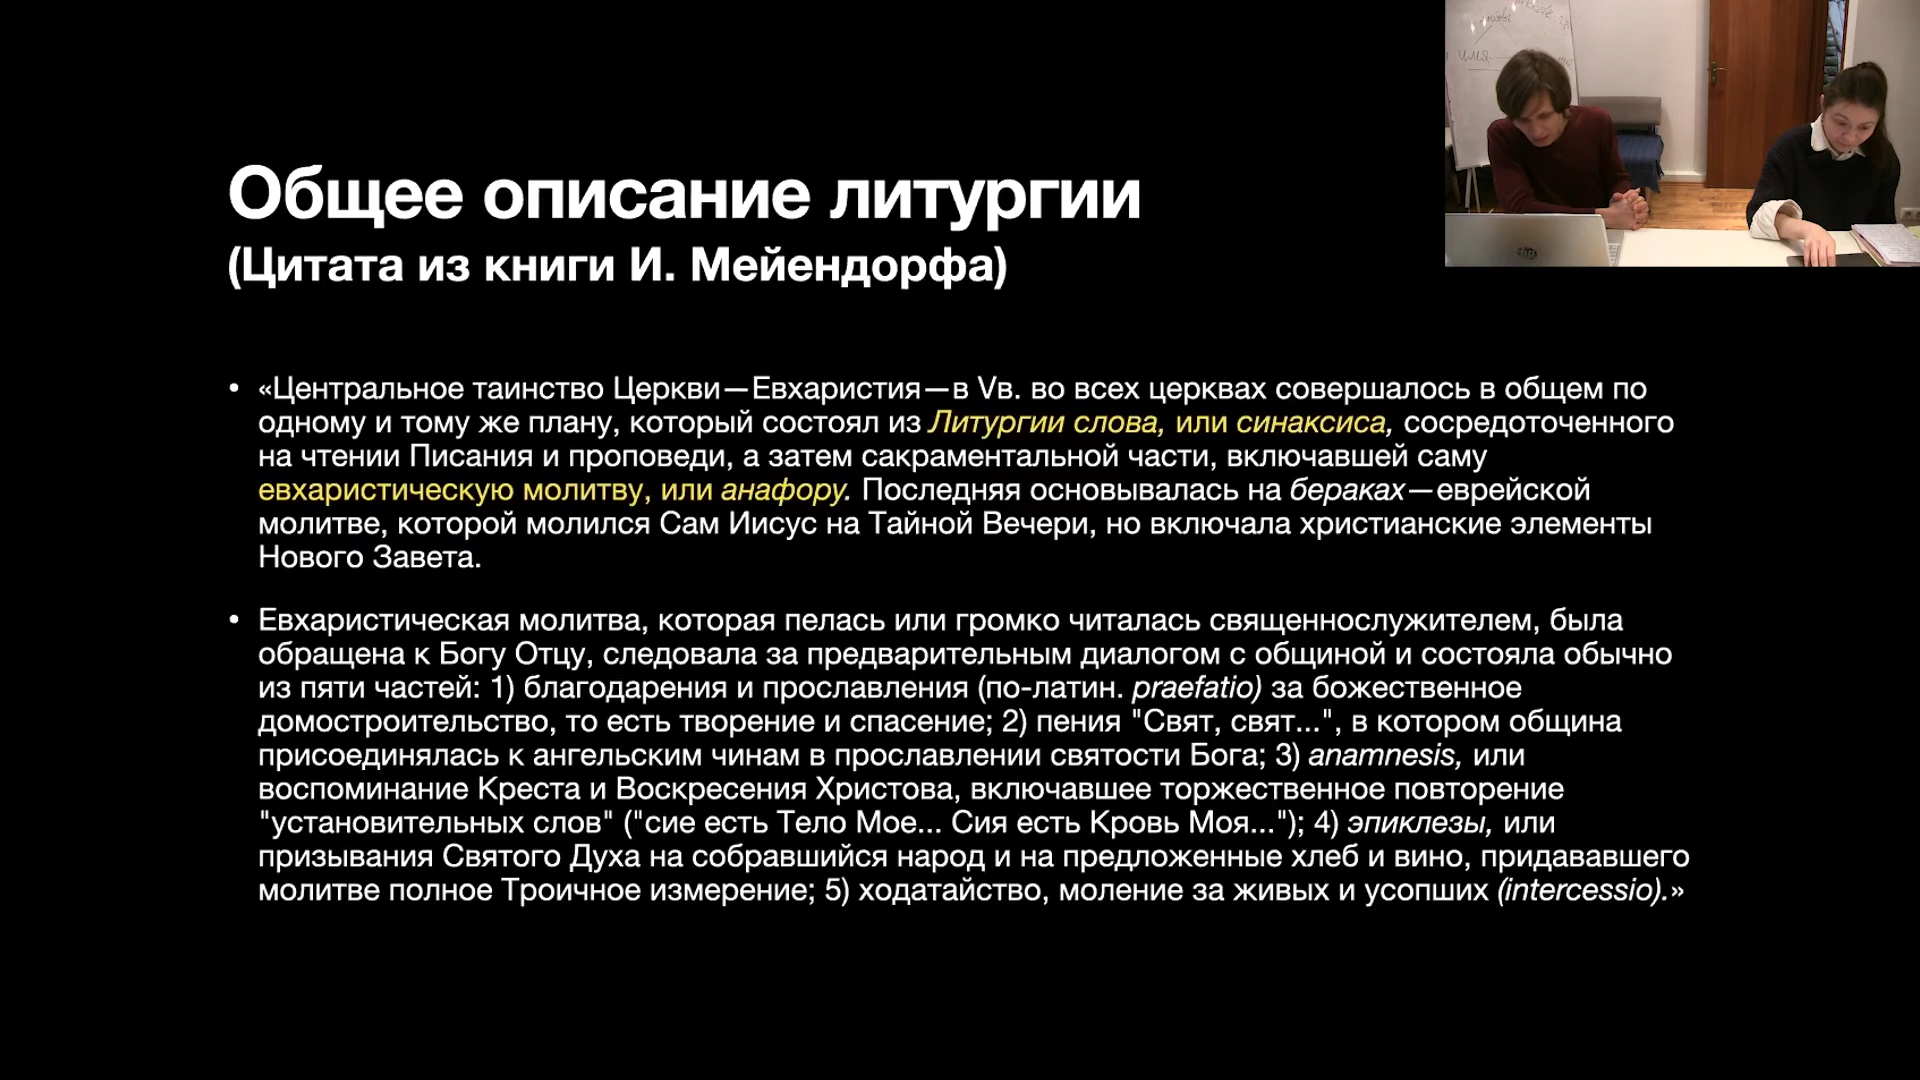 Общее описание литургии
(Цитата из книги И. Мейендорфа)
• «Центральное таинство Церкви—Евхаристия—в Vв. во всех церквах совершалось в общем по
одному и тому же плану, который состоял из Литургии слова, или синаксиса, сосредоточенного
на чтении Писания и проповеди, а затем сакраментальной части, включавшей саму
евхаристическую молитву, или анафору. Последняя основывалась на бераках—еврейской
молитве, которой молился Сам Иисус на Тайной Вечери, но включала христианские элементы
Нового Завета.
• Евхаристическая молитва, которая пелась или громко читалась священнослужителем, была
обращена к Богу Отцу, следовала за предварительным диалогом с общиной и состояла обычно
из пяти частей: 1) благодарения и прославления (по-латин. praefatio) за божественное
домостроительство, то есть творение и спасение; 2) пения "Свят, свят...", в котором община
присоединялась к ангельским чинам в прославлении святости Бога; 3) anamnesis, или
воспоминание Креста и Воскресения Христова, включавшее торжественное повторение
"установительных слов" ("сие есть Тело Мое... Сия есть Кровь Моя..."); 4) эпиклезы, или
призывания Святого Духа на собравшийся народ и на предложенные хлеб и вино, придававшего
молитве полное Троичное измерение; 5) ходатайство, моление за живых и усопших (intercessio).»
hp